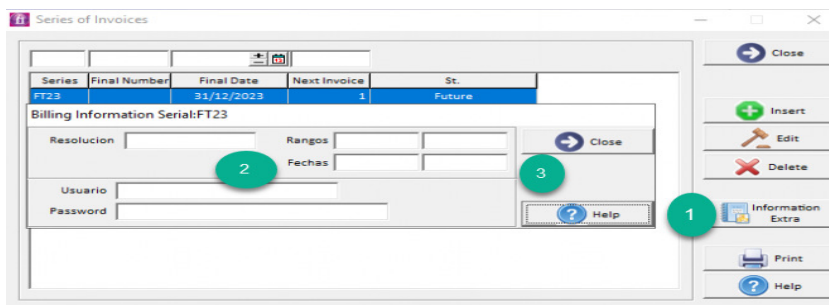 Series of Invoices
Close
Series Final Number Final Date Next Invoice St.
FT23 31/12/2023 1 Future
Insert
Billing Information Serial:FT23
Resolucion Rangos Close
Edit
Fechas
2
3
Delete
Usuario
Password Help
1
Information
Extra
Print
Help